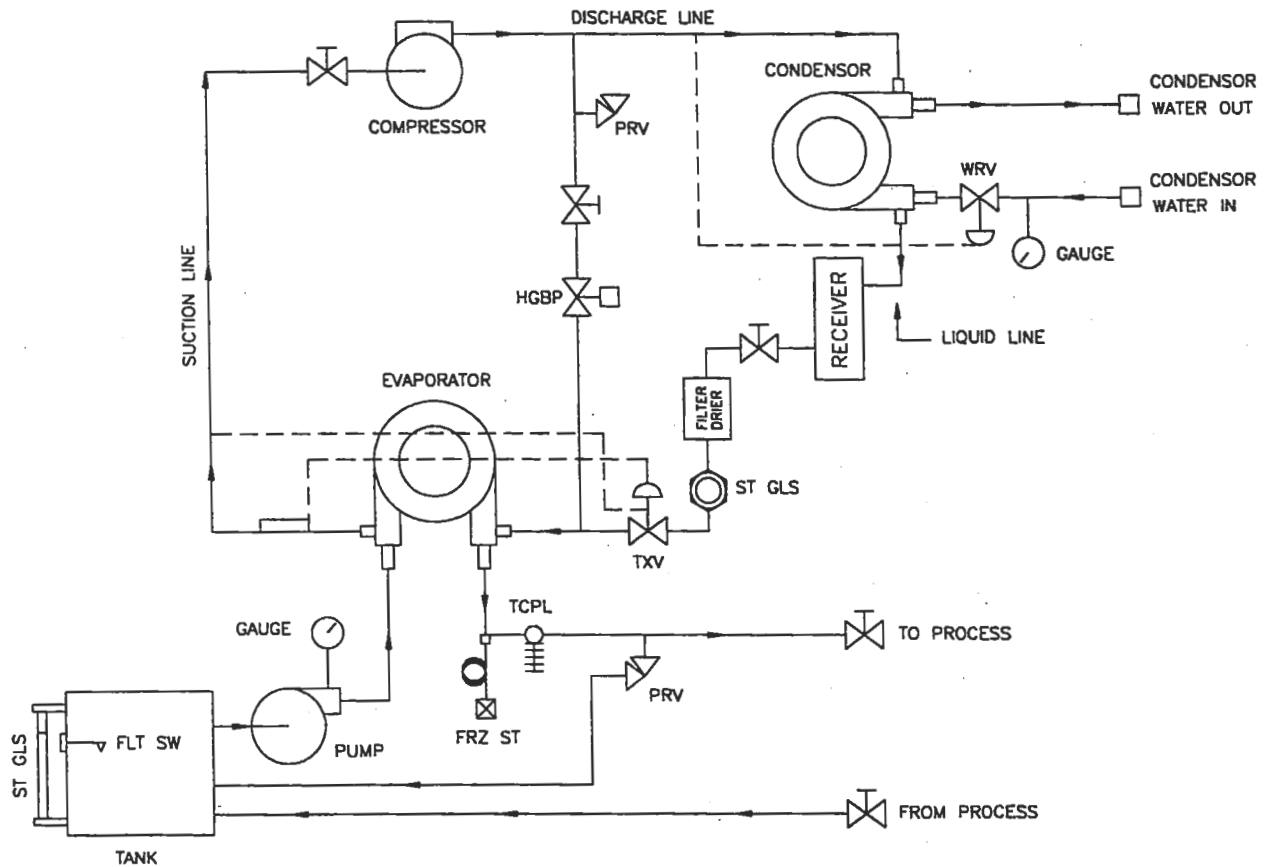 DISCHARGE LINE
CONDENSOR
CONDENSOR
WATER OUT
COMPRESSOR
PRV
WRV
CONDENSOR
WATER IN
GAUGE
SUCTION LINE
HGBP
RECEIVER
LIQUID LINE
EVAPORATOR
FILTER
DRIER
ST GLS
TXV
GAUGE
TCPL
TO PROCESS
PRV
FRZ ST
PUMP
FLT SW
ST GLS
FROM PROCESS
TANK